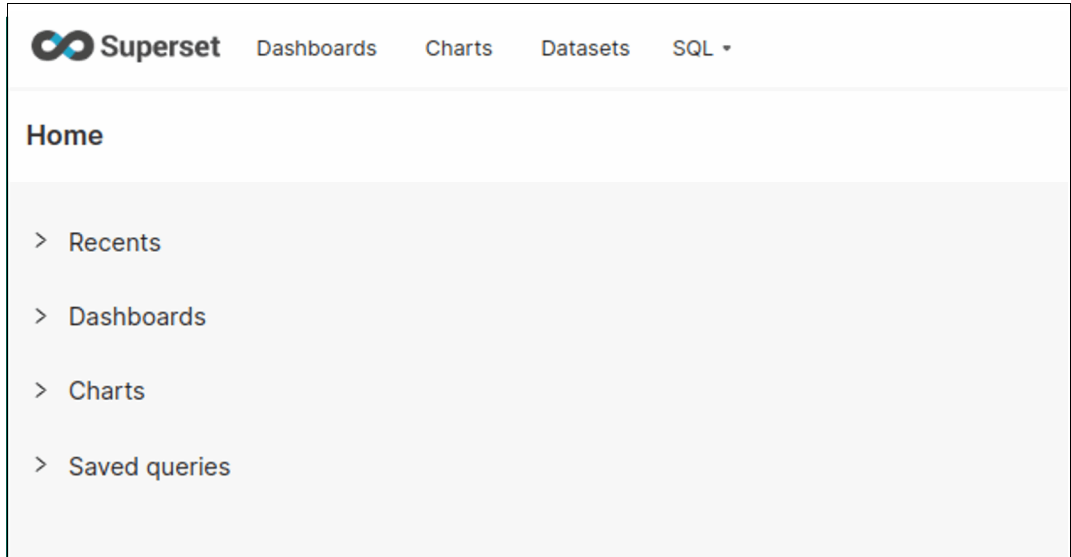 Superset Dashboards Charts Datasets SQL
Home
Recents
Dashboards
Charts
Saved queries